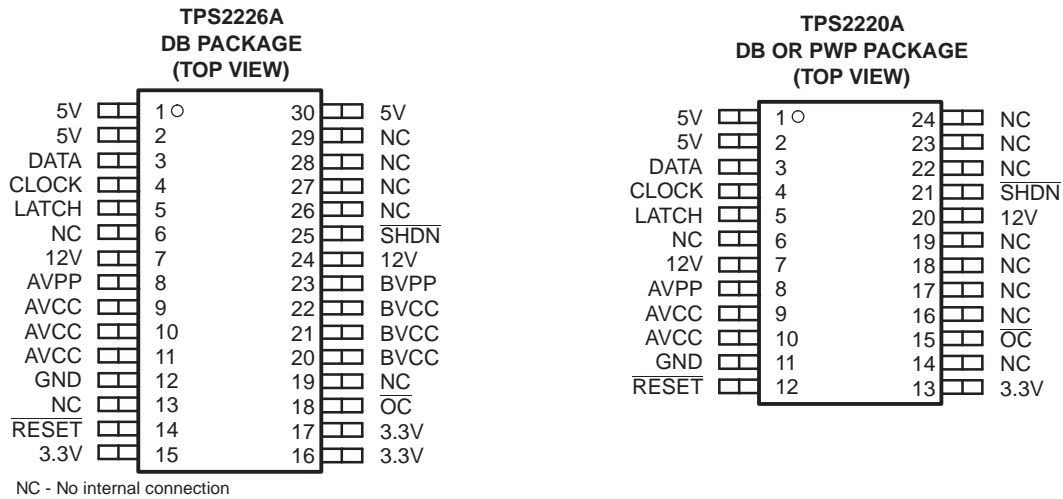 TPS2226A
DB PACKAGE
(TOP VIEW)
5V 1 30 5V
5V 2 29 NC
DATA 3 28 NC
CLOCK 4 27 NC
LATCH 5 26 NC
NC 6 25 SHDN
12V 7 24 12V
AVPP 8 23 BVPP
AVCC 9 22 BVCC
AVCC 10 21 BVCC
AVCC 11 20 BVCC
GND 12 19 NC
NC 13 18 OC
RESET 14 17 3.3V
3.3V 15 16 3.3V
NC - No internal connection
TPS2220A
DB OR PWP PACKAGE
(TOP VIEW)
5V 1 24 NC
5V 2 23 NC
DATA 3 22 NC
CLOCK 4 21 SHDN
LATCH 5 20 12V
NC 6 19 NC
12V 7 18 NC
AVPP 8 17 NC
AVCC 9 16 NC
AVCC 10 15 OC
GND 11 14 NC
RESET 12 13 3.3V